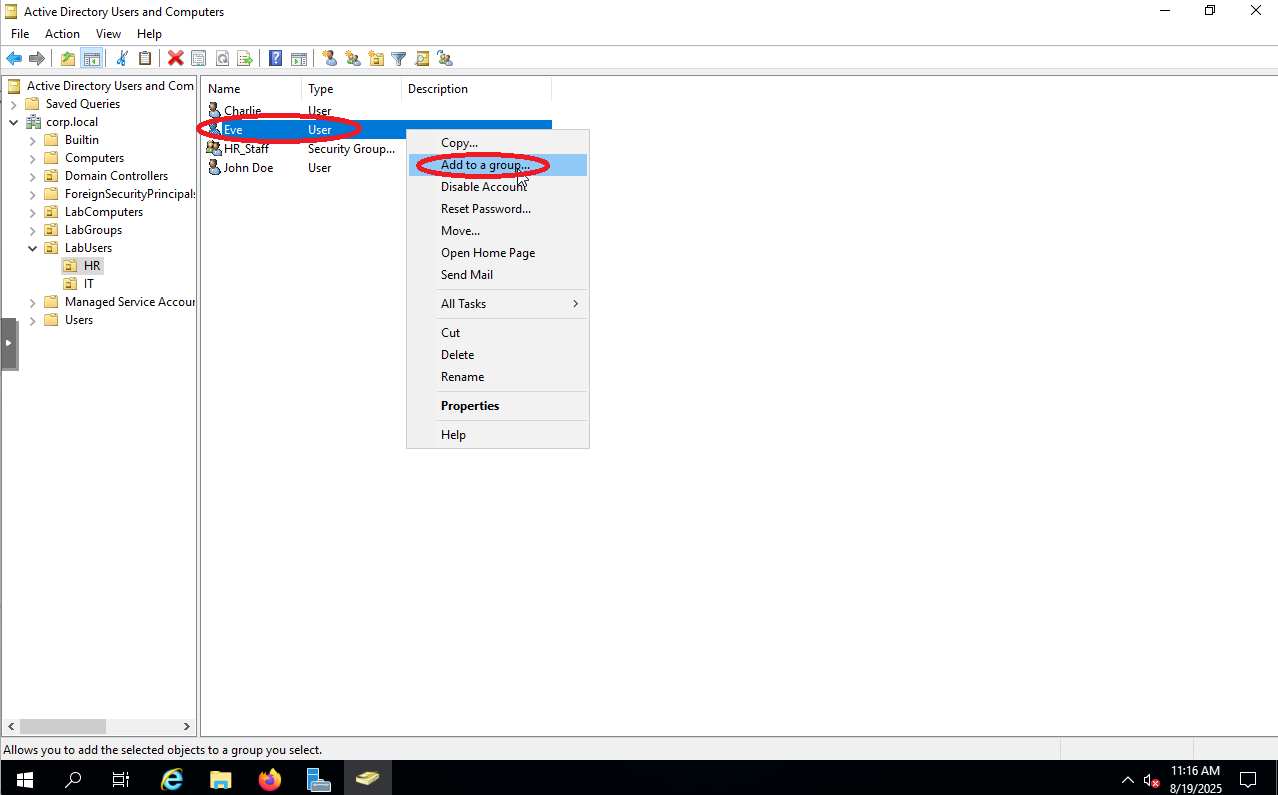 Active Directory Users and Computers
File Action View Help
Active Directory Users and Com
Saved Queries
corp.local
Builtin
Computers
Domain Controllers
ForeignSecurityPrincipals
LabComputers
LabGroups
LabUsers
HR
IT
Managed Service Accour
Users
Name Type Description
Charlie User
Eve User
HR_Staff Security Group...
John Doe User
Copy...
Add to a group...
Disable Account
Reset Password...
Move...
Open Home Page
Send Mail
All Tasks
Cut
Delete
Rename
Properties
Help
Allows you to add the selected objects to a group you select.
11:16 AM
8/19/2025